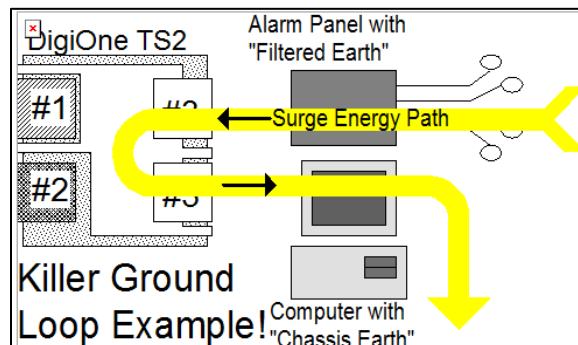 DigiOne TS2
Alarm Panel with
"Filtered Earth"
#1
Surge Energy Path
#2
Killer Ground
Loop Example!
Computer with
"Chassis Earth"